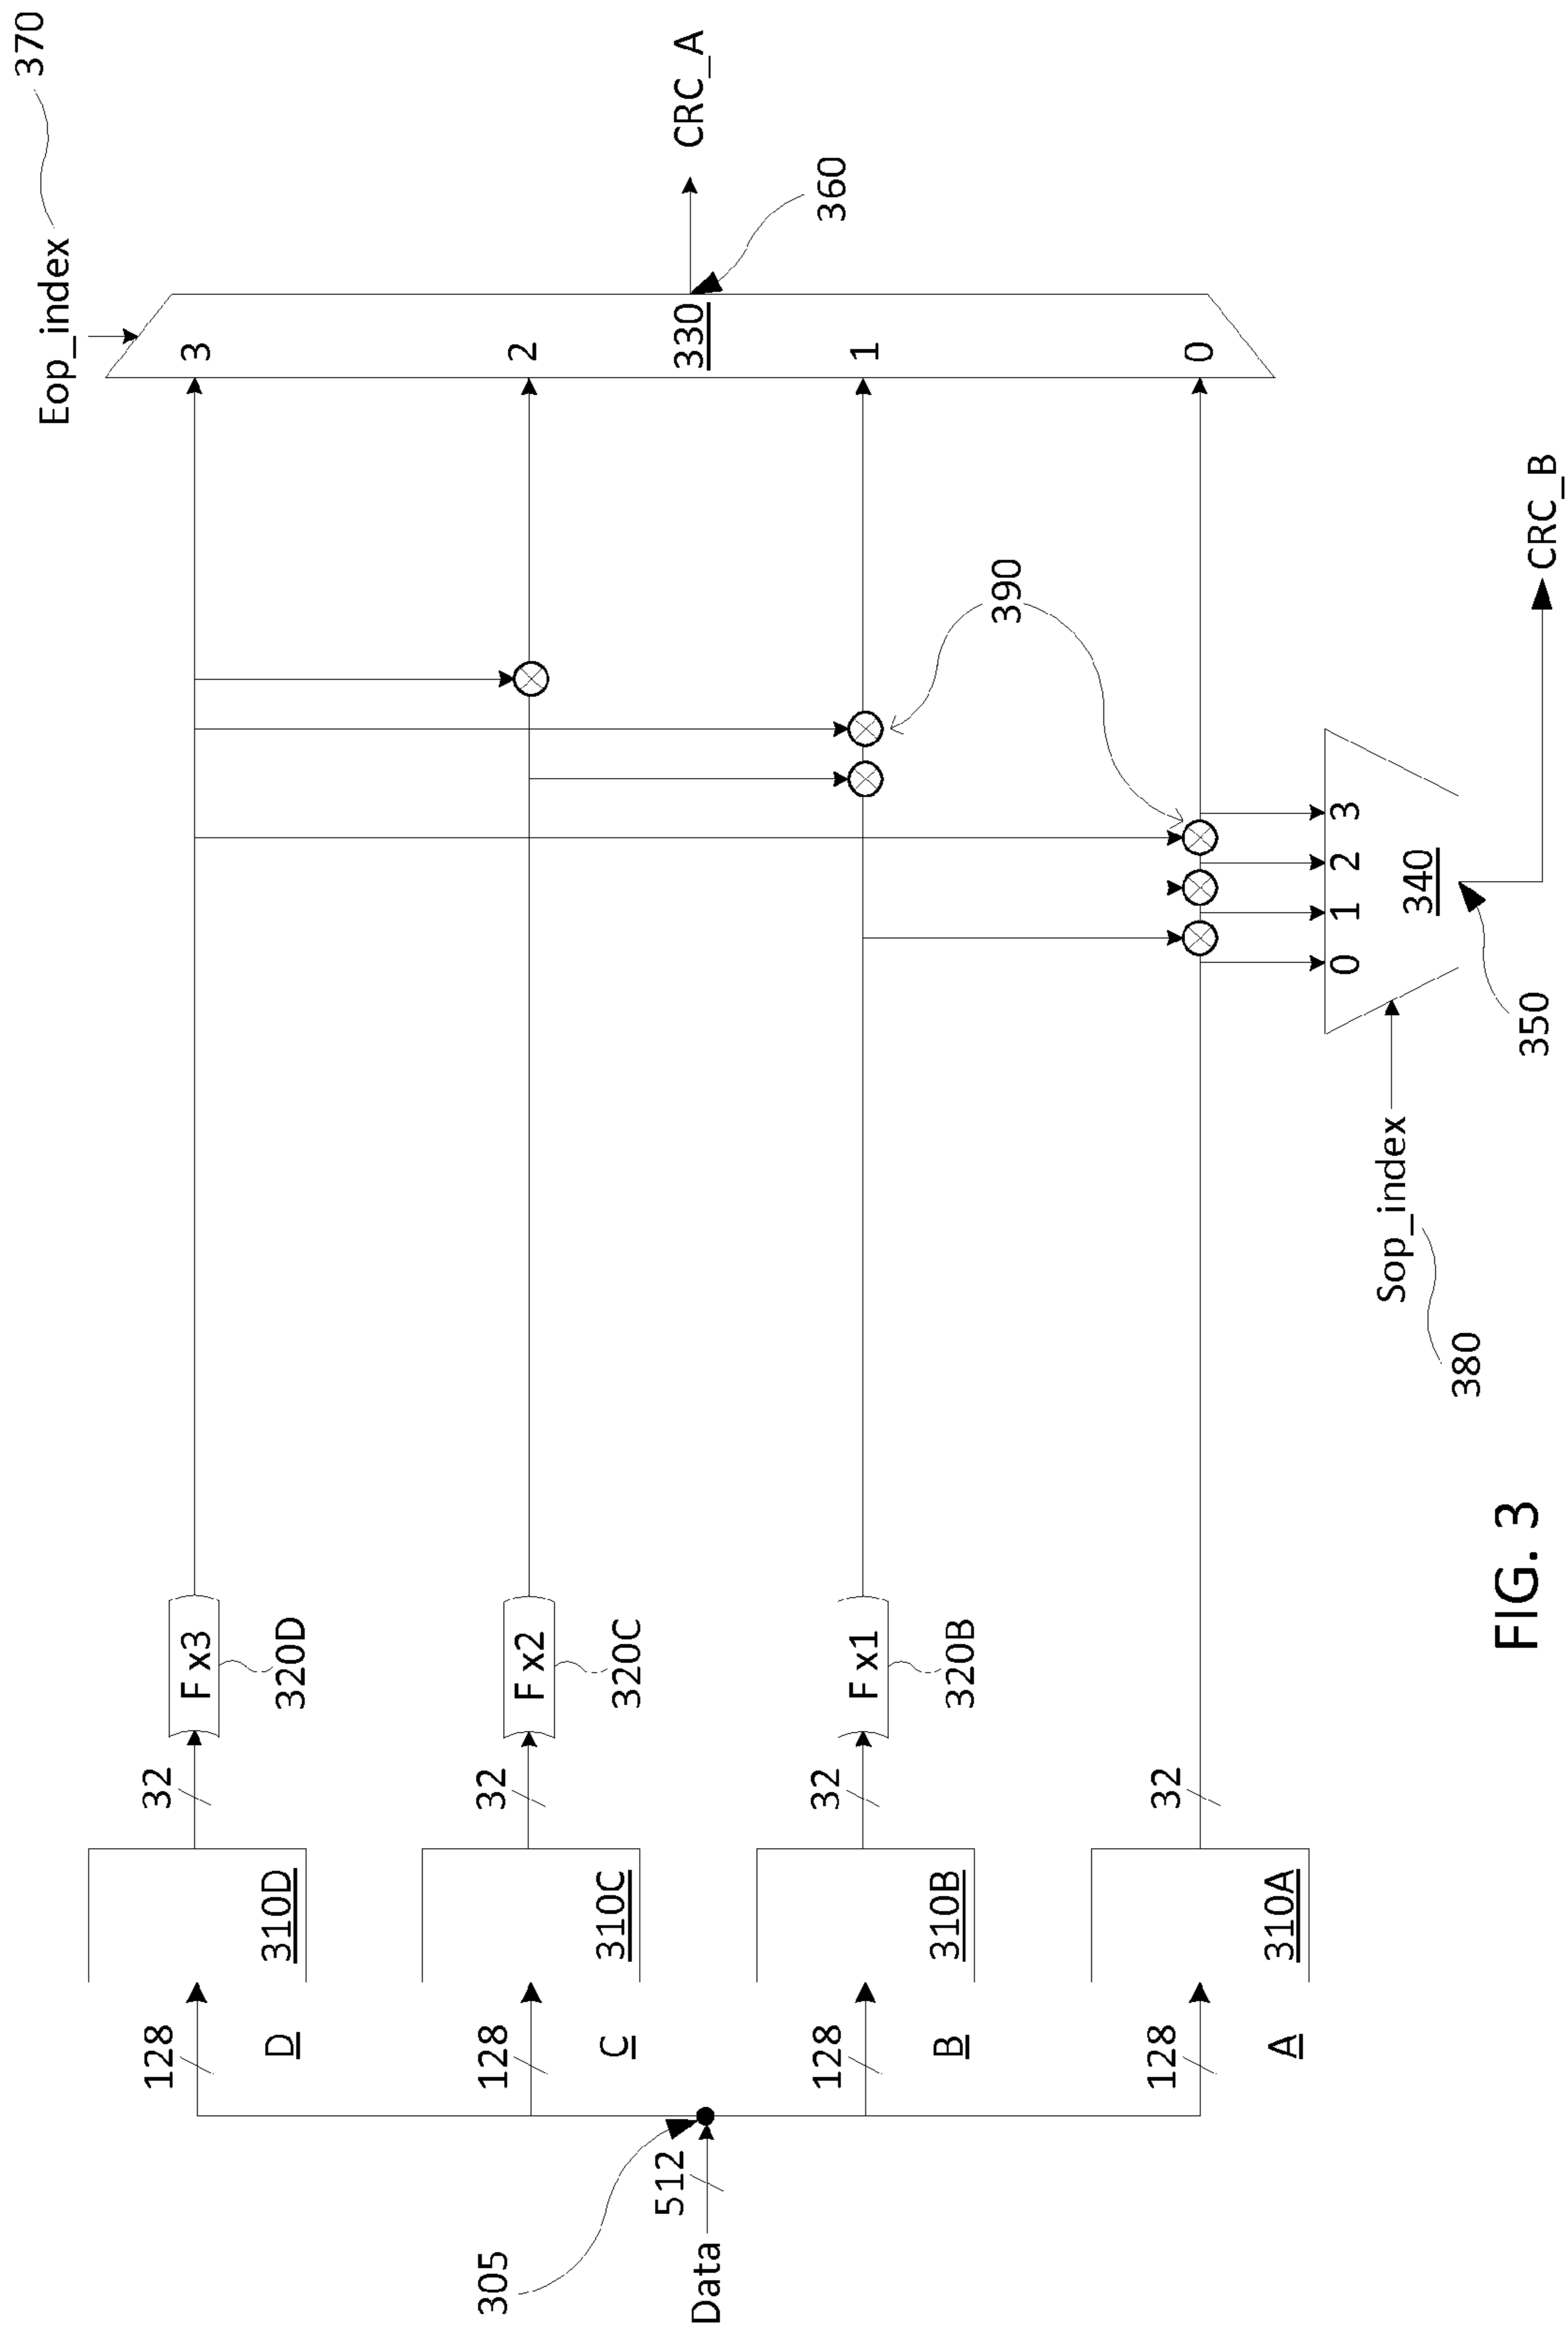 370
Eop_index
CRC_A
360
3
2
330
1
0
CRC_B
390
3
2
1
0
340
350
Sop_index
380
F x3
320D
F x2
320C
F x1
320B
32
32
32
32
310D
310C
310B
310A
128
D
128
C
128
B
128
A
305
512
Data
FIG. 3